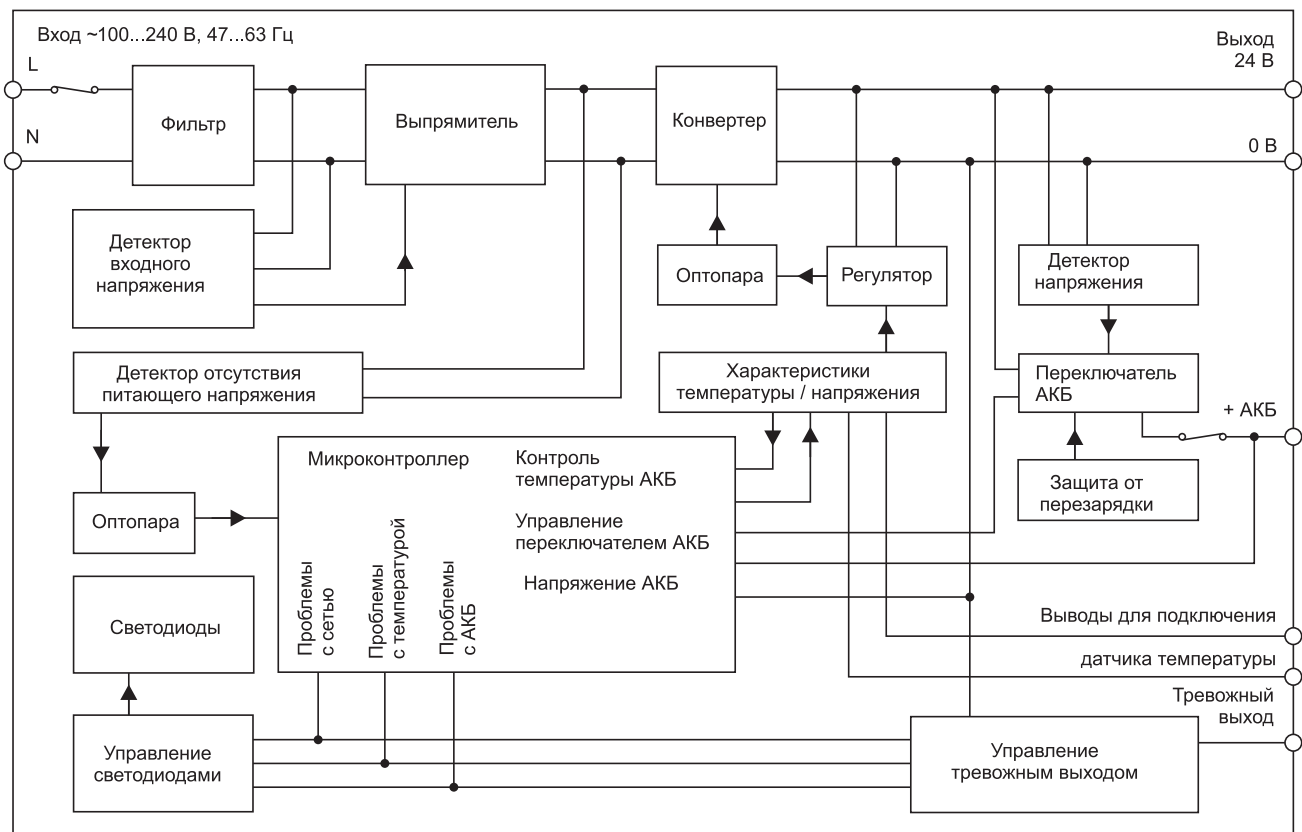 Вход ~100...240 В, 47...63 Гц
Выход
24 В
L
N
0 В
Фильтр
Выпрямитель
Конвертер
Детектор
входного
напряжения
Оптопара
Регулятор
Детектор
напряжения
Детектор отсутствия
питающего напряжения
Характеристики
температуры / напряжения
Переключатель
АКБ
+ АКБ
Защита от
перезарядки
Микроконтроллер
Контроль
температуры АКБ
Управление
переключателем АКБ
Напряжение АКБ
Проблемы
с сетью
Проблемы
с температурой
Проблемы
с АКБ
Оптопара
Светодиоды
Выводы для подключения
датчика температуры
Тревожный
выход
Управление
светодиодами
Управление
тревожным выходом